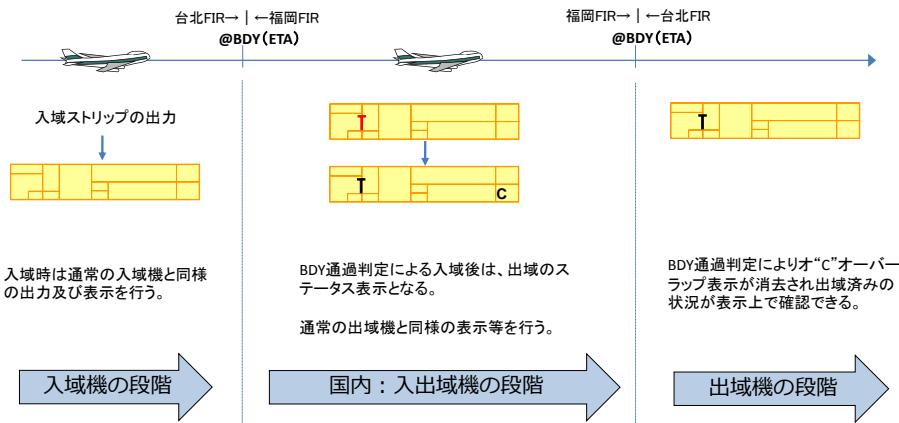 台北FIR→ | ←福岡FIR
@BDY(ETA)
福岡FIR→ | ←台北FIR
@BDY(ETA)
入域ストリップの出力
T
T
C
T
入域時は通常の入域機と同様
の出力及び表示を行う。
BDY通過判定による入域後は、出域のス
テータス表示となる。
通常の出域機と同様の表示等を行う。
BDY通過判定によりオ“C”オーバー
ラップ表示が消去され出域済みの
状況が表示上で確認できる。
入域機の段階
国内：入出域機の段階
出域機の段階